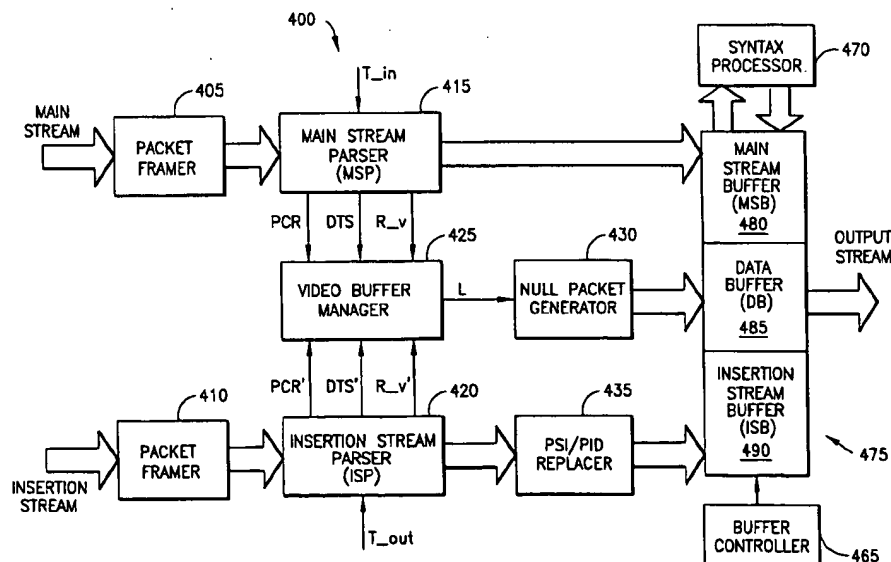 400
SYNTAX
PROCESSOR.
470
T_in
405
415
MAIN
STREAM
PACKET
FRAMER
MAIN STREAM
PARSER
(MSP)
MAIN
STREAM
BUFFER
(MSB)
480
PCR
DTS
R_v
425
430
OUTPUT
STREAM
VIDEO BUFFER
MANAGER
L
NULL PACKET
GENERATOR
DATA
BUFFER
(DB)
485
PCR'
DTS'
R_v'
410
420
435
INSERTION
STREAM
BUFFER
(ISB)
490
475
PACKET
FRAMER
INSERTION STREAM
PARSER
(ISP)
PSI/PID
REPLACER
INSERTION
STREAM
T_out
BUFFER
CONTROLLER
465